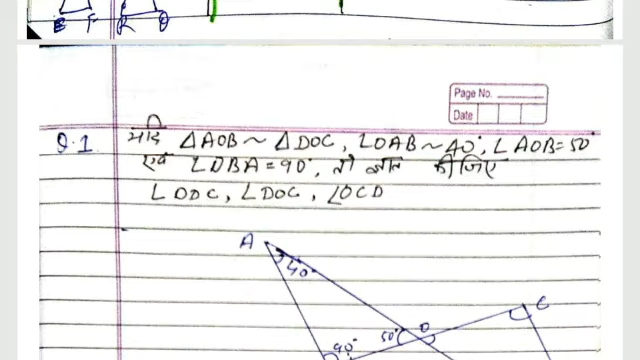 B F R Q
Page No.
Date
Q.1 यदि △AOB ~ △DOC, ∠OAB ~ 40°, ∠AOB = 50°
एवं ∠OBA = 90°, तो ज्ञात कीजिए
∠ODC, ∠DOC, ∠OCD
A
40°
C
50° O
90°